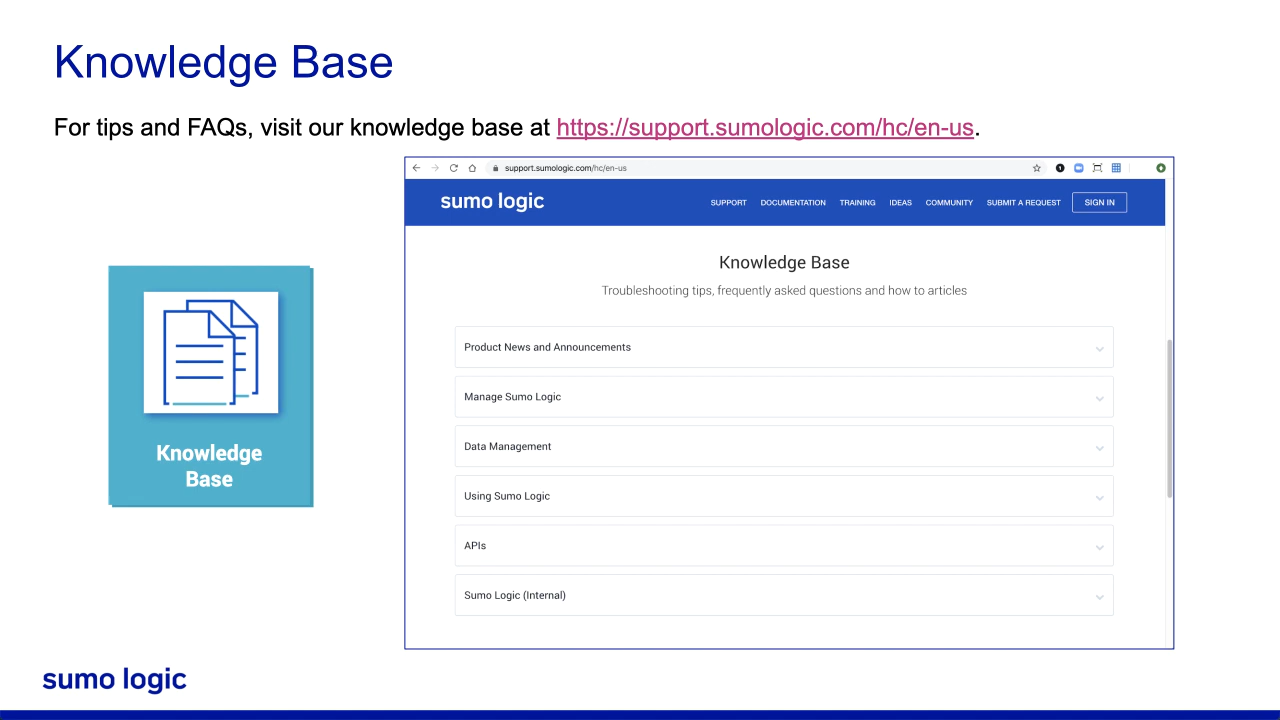 Knowledge Base
For tips and FAQs, visit our knowledge base at https://support.sumologic.com/hc/en-us.
support.sumologic.com/hc/en-us
sumo logic
SUPPORT DOCUMENTATION TRAINING IDEAS COMMUNITY SUBMIT A REQUEST SIGN IN
Knowledge Base
Troubleshooting tips, frequently asked questions and how to articles
Product News and Announcements
Manage Sumo Logic
Data Management
Using Sumo Logic
APIs
Sumo Logic (Internal)
Knowledge
Base
sumo logic